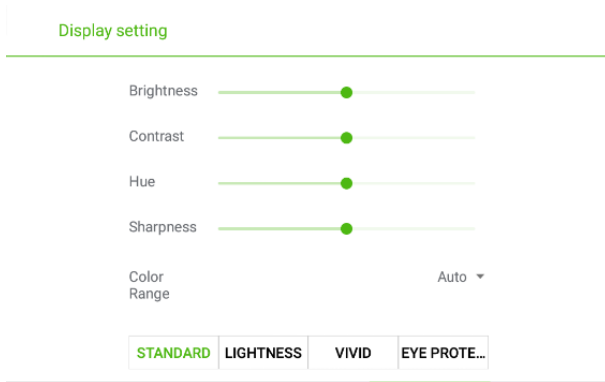 Display setting
Brightness
Contrast
Hue
Sharpness
Color
Range
Auto
STANDARD LIGHTNESS VIVID EYE PROTE...